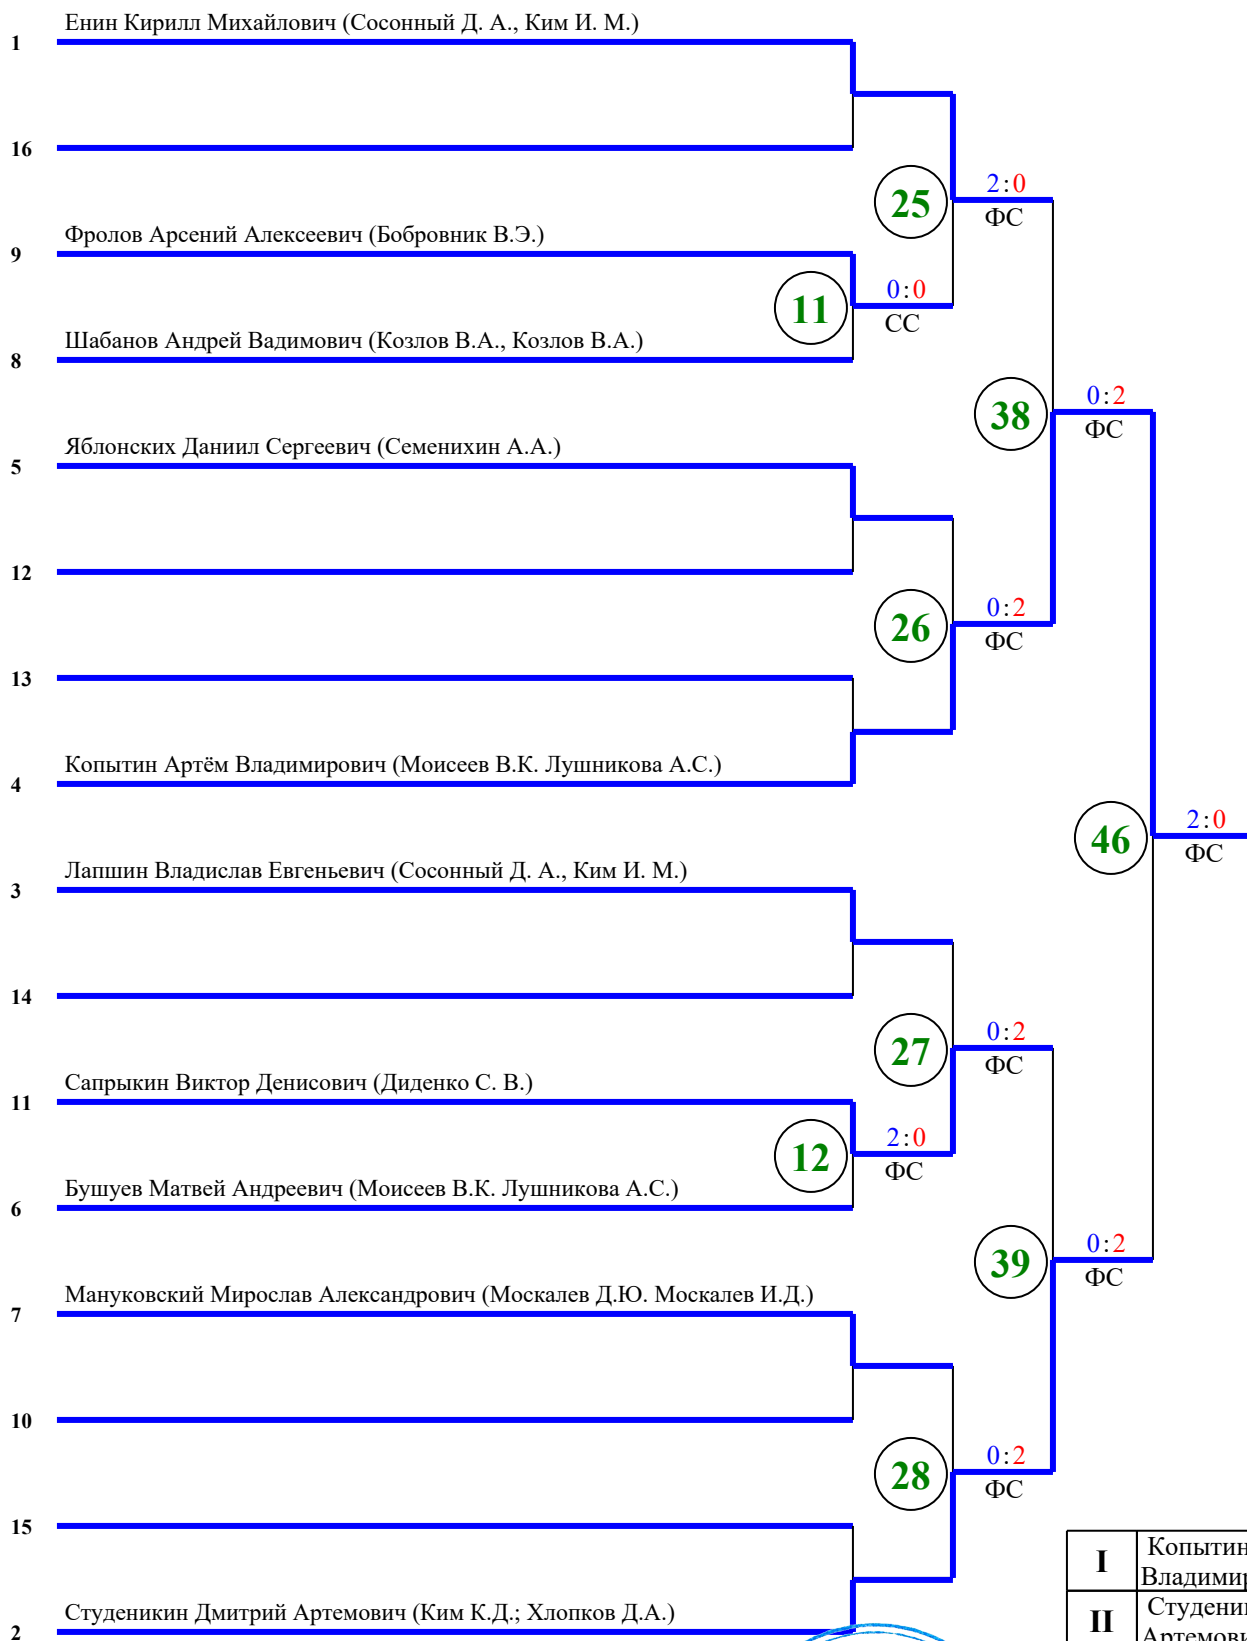 Енин Кирилл Михайлович (Сосонный Д. А., Ким И. М.)
1
16
2:0
25
ФС
Фролов Арсений Алексеевич (Бобровник В.Э.)
9
0:0
11
СС
Шабанов Андрей Вадимович (Козлов В.А., Козлов В.А.)
8
0:2
38
ФС
Яблонских Даниил Сергеевич (Семенихин А.А.)
5
12
0:2
26
ФС
13
Копытин Артём Владимирович (Моисеев В.К. Лушникова А.С.)
4
2:0
46
ФС
Лапшин Владислав Евгеньевич (Сосонный Д. А., Ким И. М.)
3
14
0:2
27
ФС
Сапрыкин Виктор Денисович (Диденко С. В.)
11
2:0
12
ФС
Бушуев Матвей Андреевич (Моисеев В.К. Лушникова А.С.)
6
0:2
39
ФС
Мануковский Мирослав Александрович (Москалев Д.Ю. Москалев И.Д.)
7
10
0:2
28
ФС
15
I Копытин
Владимир
Студеникин Дмитрий Артемович (Ким К.Д.; Хлопков Д.А.)
2
II